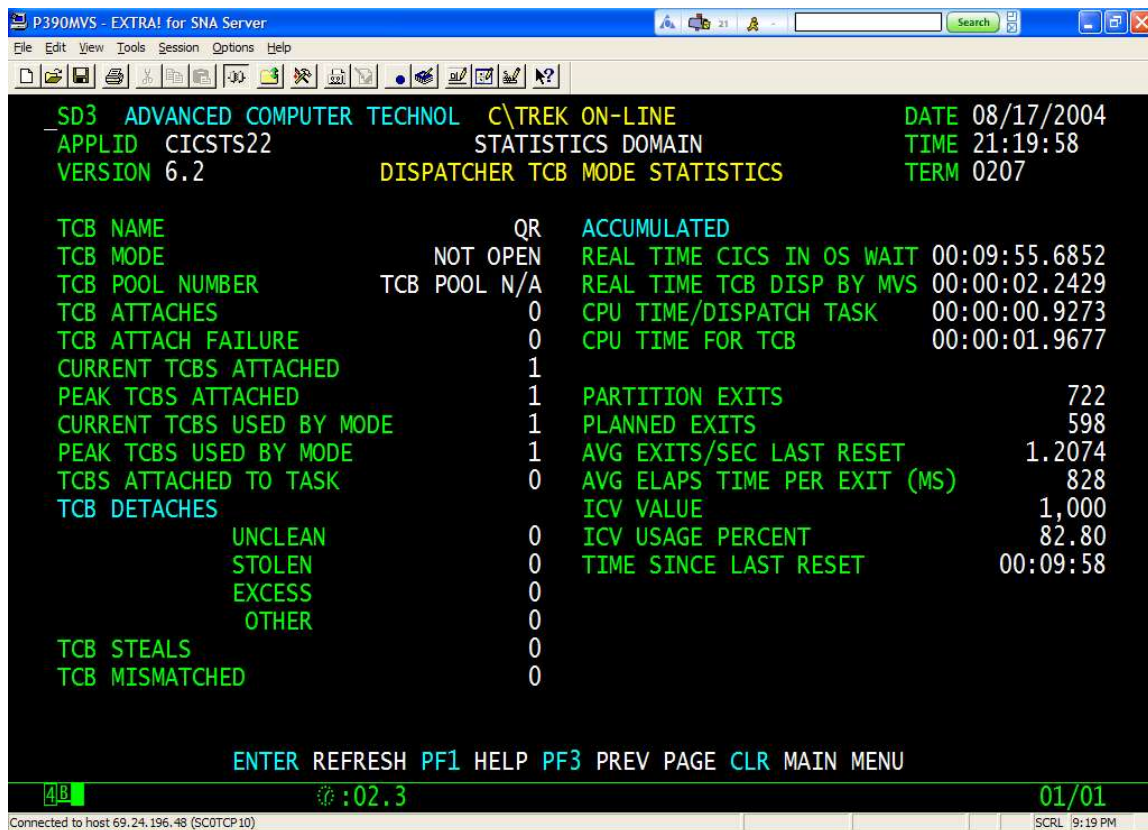 P390MVS - EXTRA! for SNA Server
21
Search
File Edit View Tools Session Options Help
SD3 ADVANCED COMPUTER TECHNOL C\TREK ON-LINE DATE 08/17/2004
APPLID CICSTS22 STATISTICS DOMAIN TIME 21:19:58
VERSION 6.2 DISPATCHER TCB MODE STATISTICS TERM 0207
TCB NAME QR ACCUMULATED
TCB MODE NOT OPEN REAL TIME CICS IN OS WAIT 00:09:55.6852
TCB POOL NUMBER TCB POOL N/A REAL TIME TCB DISP BY MVS 00:00:02.2429
TCB ATTACHES 0 CPU TIME/DISPATCH TASK 00:00:00.9273
TCB ATTACH FAILURE 0 CPU TIME FOR TCB 00:00:01.9677
CURRENT TCBS ATTACHED 1
PEAK TCBS ATTACHED 1 PARTITION EXITS 722
CURRENT TCBS USED BY MODE 1 PLANNED EXITS 598
PEAK TCBS USED BY MODE 1 AVG EXITS/SEC LAST RESET 1.2074
TCBS ATTACHED TO TASK 0 AVG ELAPS TIME PER EXIT (MS) 828
TCB DETACHES ICV VALUE 1,000
UNCLEAN 0 ICV USAGE PERCENT 82.80
STOLEN 0 TIME SINCE LAST RESET 00:09:58
EXCESS 0
OTHER 0
TCB STEALS 0
TCB MISMATCHED 0
ENTER REFRESH PF1 HELP PF3 PREV PAGE CLR MAIN MENU
4B :02.3 01/01
Connected to host 69.24.196.48 (SC0TCP10) SCRL 9:19 PM